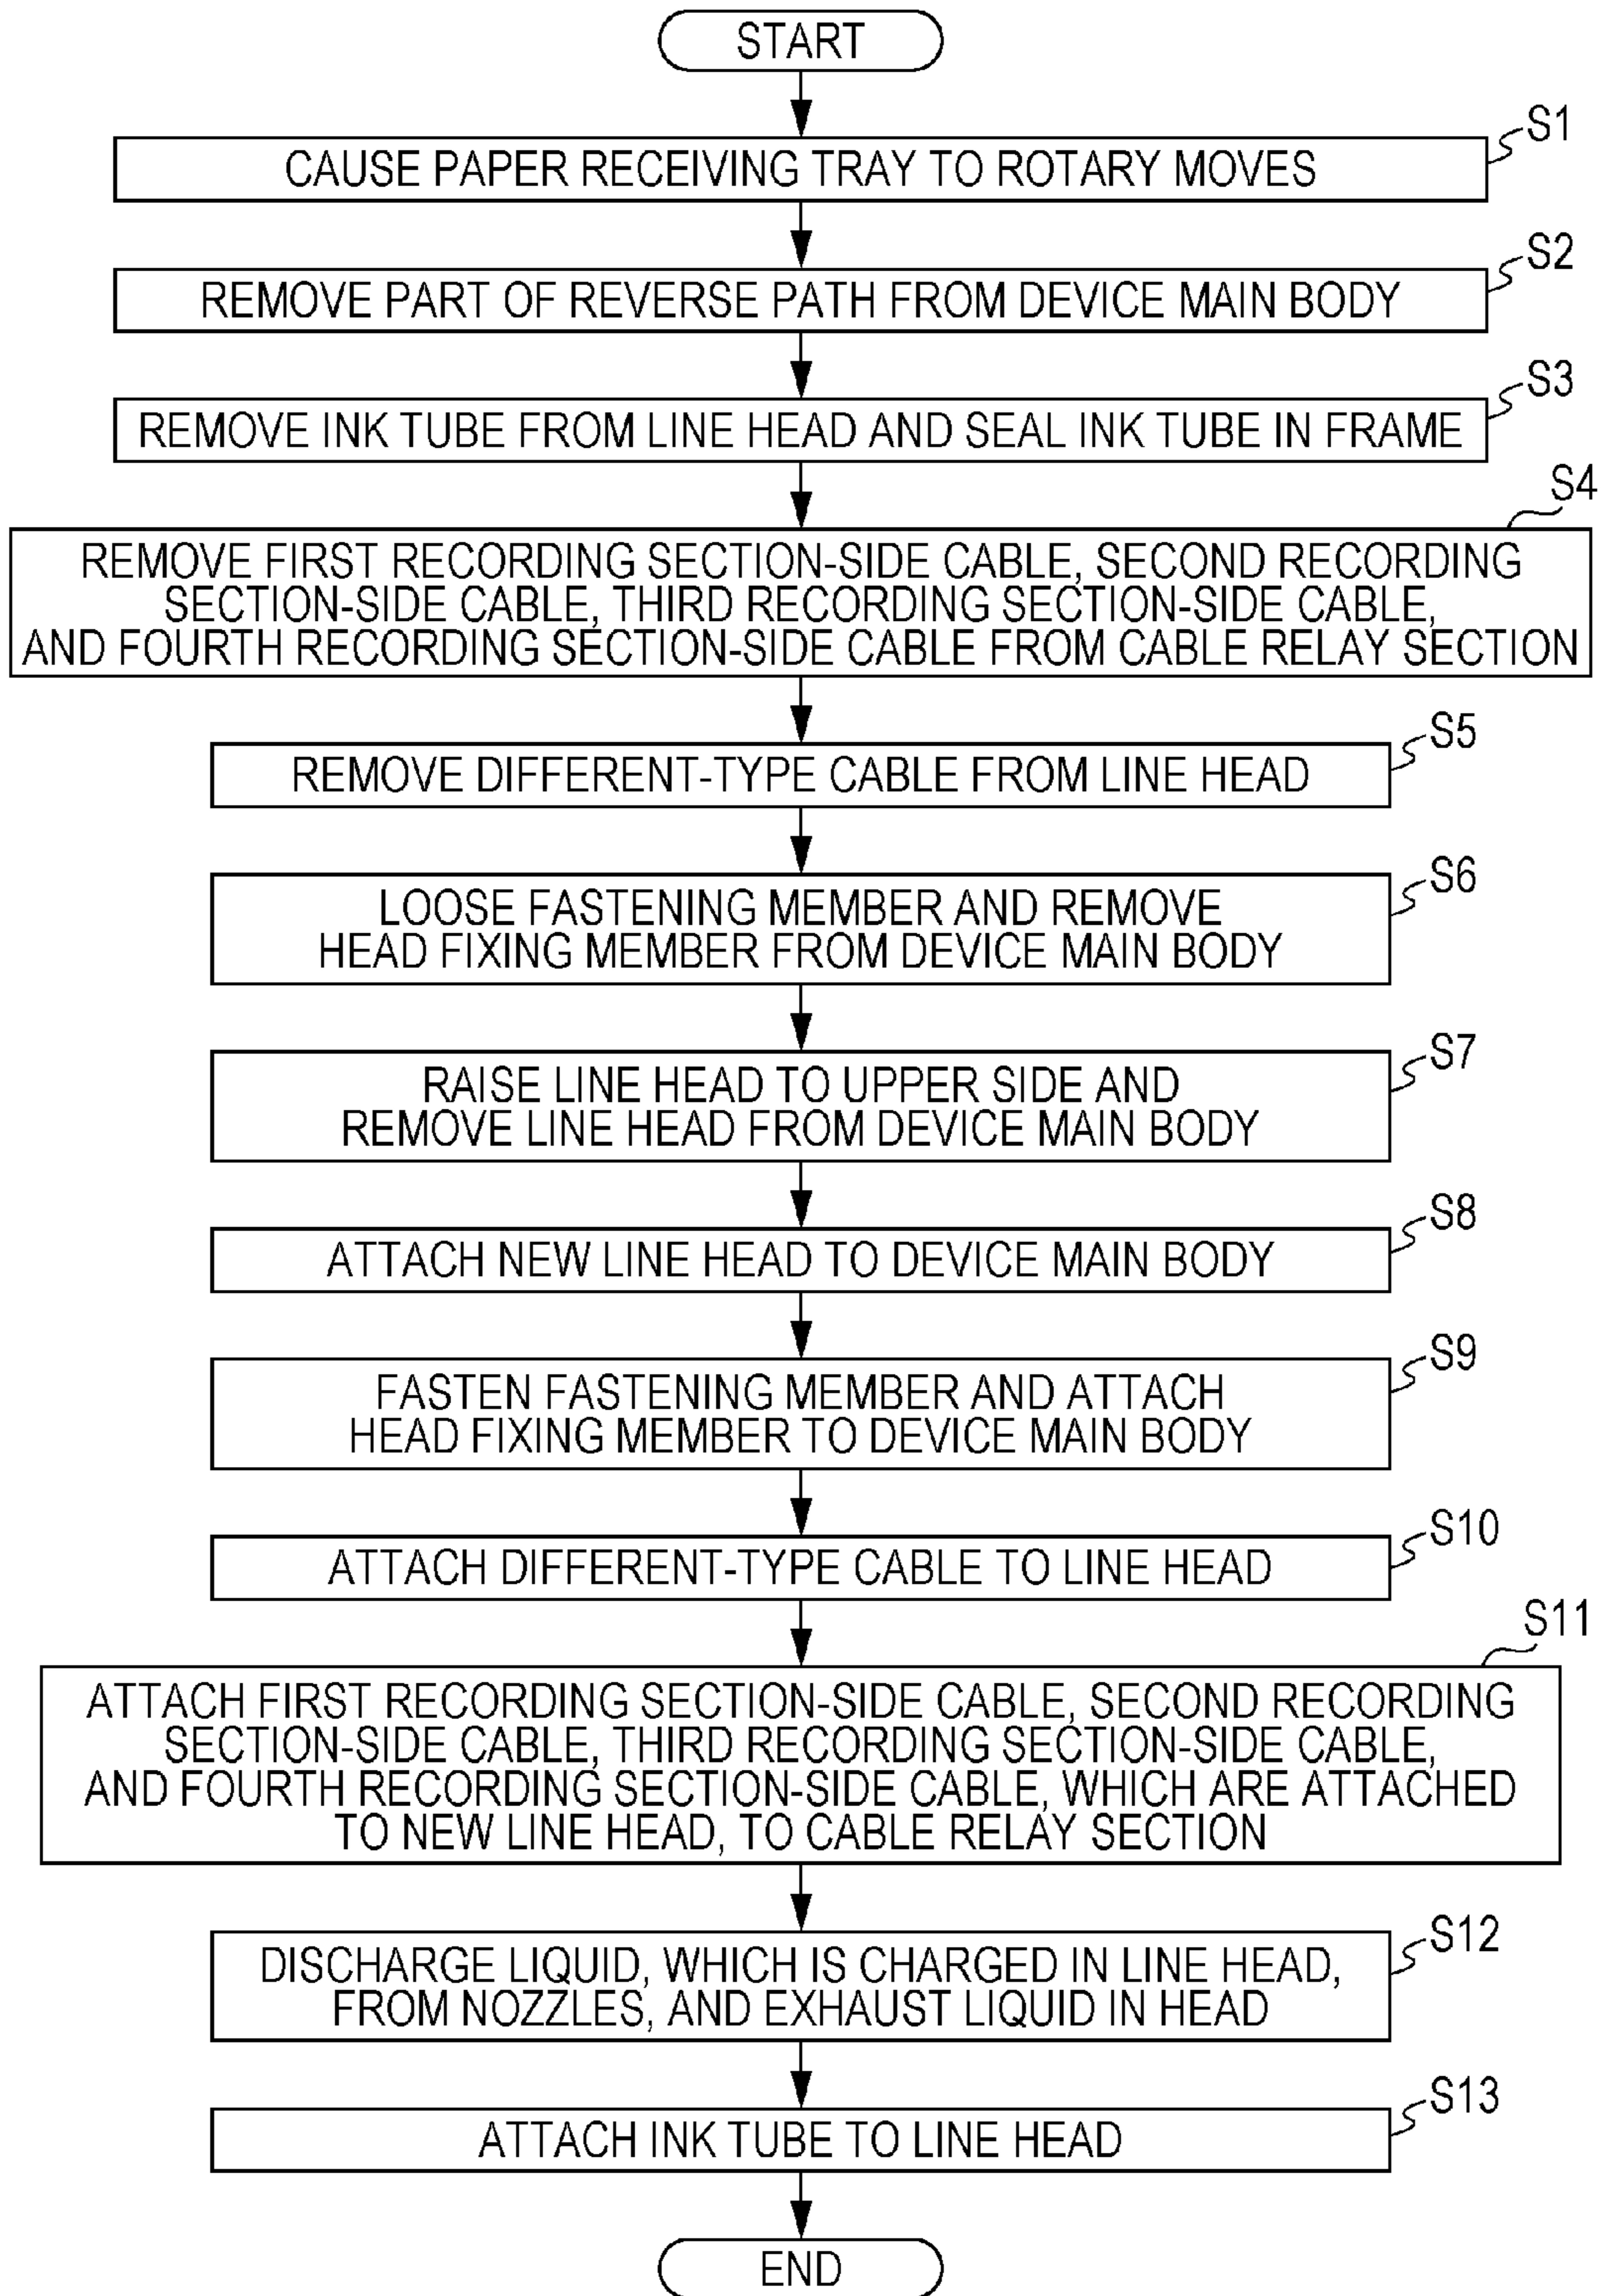 START
S1
CAUSE PAPER RECEIVING TRAY TO ROTARY MOVES
S2
REMOVE PART OF REVERSE PATH FROM DEVICE MAIN BODY
S3
REMOVE INK TUBE FROM LINE HEAD AND SEAL INK TUBE IN FRAME
S4
REMOVE FIRST RECORDING SECTION-SIDE CABLE, SECOND RECORDING
SECTION-SIDE CABLE, THIRD RECORDING SECTION-SIDE CABLE,
AND FOURTH RECORDING SECTION-SIDE CABLE FROM CABLE RELAY SECTION
S5
REMOVE DIFFERENT-TYPE CABLE FROM LINE HEAD
S6
LOOSE FASTENING MEMBER AND REMOVE
HEAD FIXING MEMBER FROM DEVICE MAIN BODY
S7
RAISE LINE HEAD TO UPPER SIDE AND
REMOVE LINE HEAD FROM DEVICE MAIN BODY
S8
ATTACH NEW LINE HEAD TO DEVICE MAIN BODY
S9
FASTEN FASTENING MEMBER AND ATTACH
HEAD FIXING MEMBER TO DEVICE MAIN BODY
S10
ATTACH DIFFERENT-TYPE CABLE TO LINE HEAD
S11
ATTACH FIRST RECORDING SECTION-SIDE CABLE, SECOND RECORDING
SECTION-SIDE CABLE, THIRD RECORDING SECTION-SIDE CABLE,
AND FOURTH RECORDING SECTION-SIDE CABLE, WHICH ARE ATTACHED
TO NEW LINE HEAD, TO CABLE RELAY SECTION
S12
DISCHARGE LIQUID, WHICH IS CHARGED IN LINE HEAD,
FROM NOZZLES, AND EXHAUST LIQUID IN HEAD
S13
ATTACH INK TUBE TO LINE HEAD
END